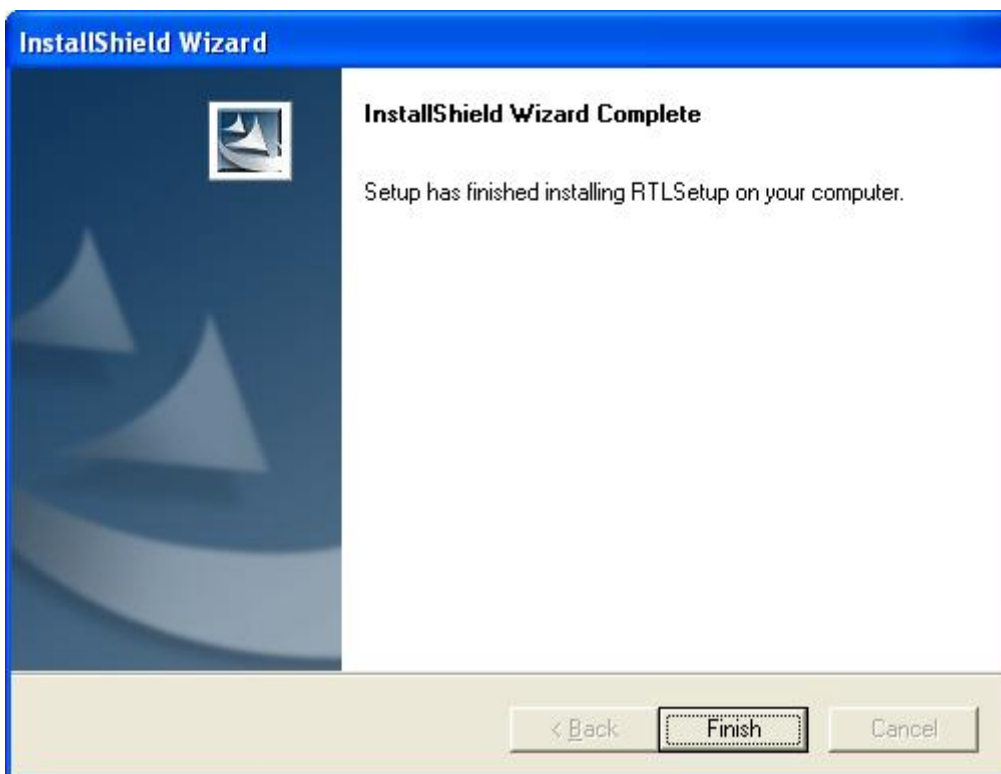 InstallShield Wizard
InstallShield Wizard Complete
Setup has finished installing RTLSetup on your computer.
< Back
Finish
Cancel